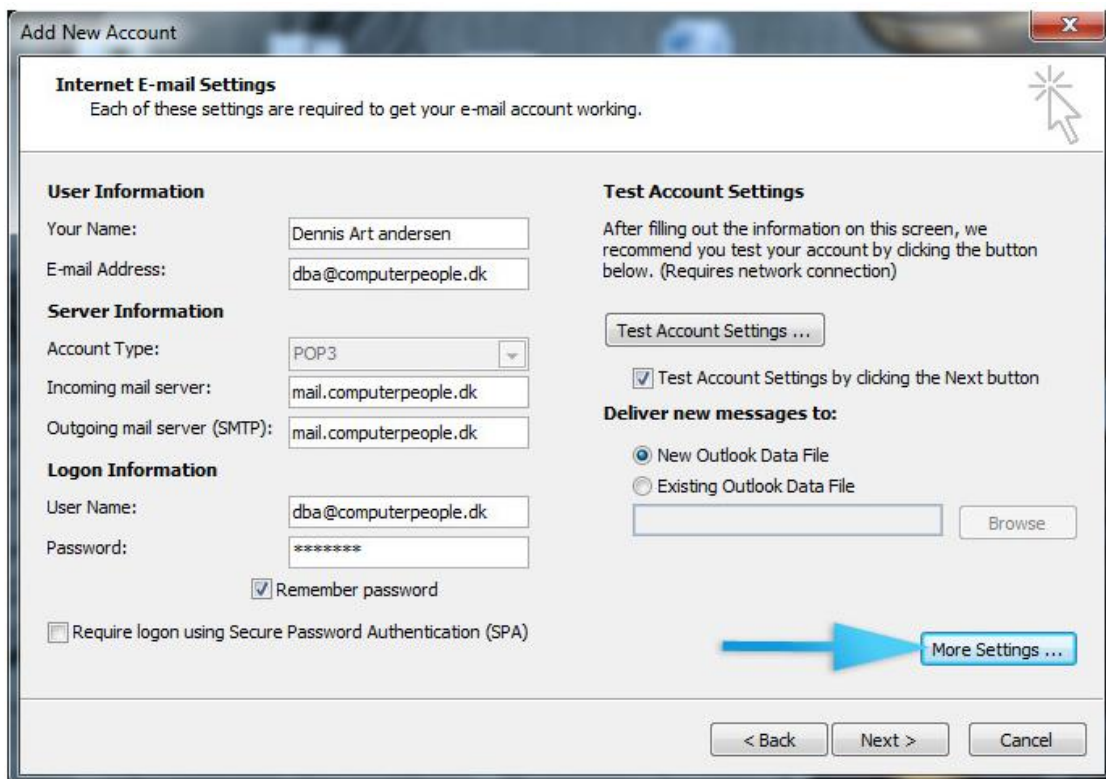 Add New Account
Internet E-mail Settings
Each of these settings are required to get your e-mail account working.
User Information
Your Name:
Dennis Art andersen
E-mail Address:
dba@computerpeople.dk
Server Information
Account Type:
POP3
Incoming mail server:
mail.computerpeople.dk
Outgoing mail server (SMTP):
mail.computerpeople.dk
Logon Information
User Name:
dba@computerpeople.dk
Password:
*******
Remember password
Require logon using Secure Password Authentication (SPA)
Test Account Settings
After filling out the information on this screen, we
recommend you test your account by clicking the button
below. (Requires network connection)
Test Account Settings ...
Test Account Settings by clicking the Next button
Deliver new messages to:
New Outlook Data File
Existing Outlook Data File
Browse
More Settings ...
< Back
Next >
Cancel